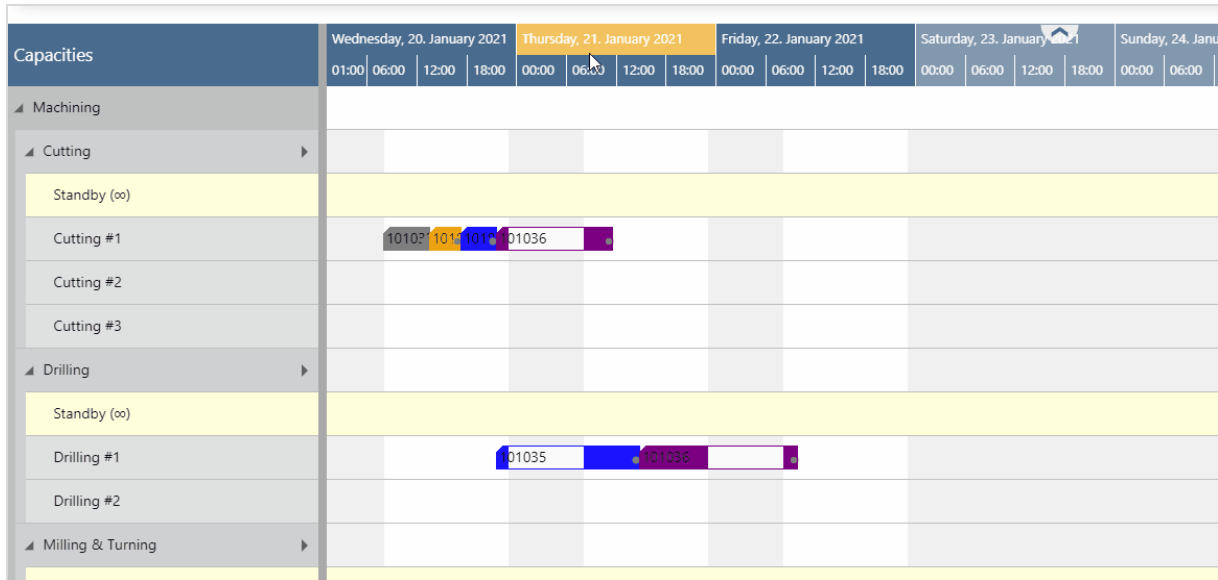 Capacities
Wednesday, 20. January 2021 Thursday, 21. January 2021 Friday, 22. January 2021 Saturday, 23. January Sunday, 24.
01:00 06:00 12:00 18:00 00:00 06:00 12:00 18:00 00:00 06:00 12:00 18:00 00:00 06:00 12:00 18:00 00:00 06:00
Machining
Cutting
Standby (∞)
Cutting #1 101036
Cutting #2
Cutting #3
Drilling
Standby (∞)
Drilling #1 101035 101036
Drilling #2
Milling & Turning